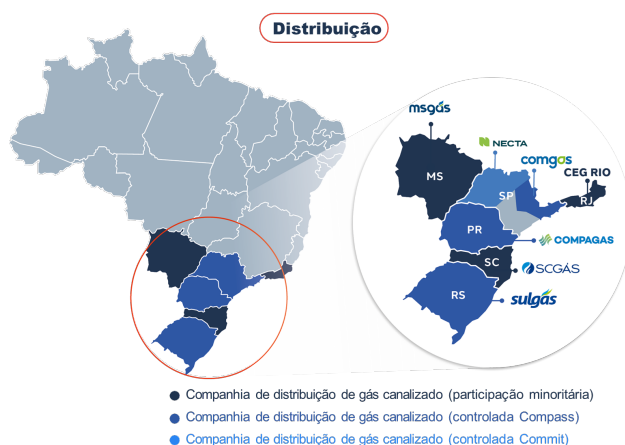 Distribuição
msgás
NECTA
comgas
CEG RIO
MS
SP
RJ
PR
COMPAGAS
SC
SCGÁS
RS
sulgás
Companhia de distribuição de gás canalizado (participação minoritária)
Companhia de distribuição de gás canalizado (controlada Compass)
Companhia de distribuição de gás canalizado (controlada Commit)